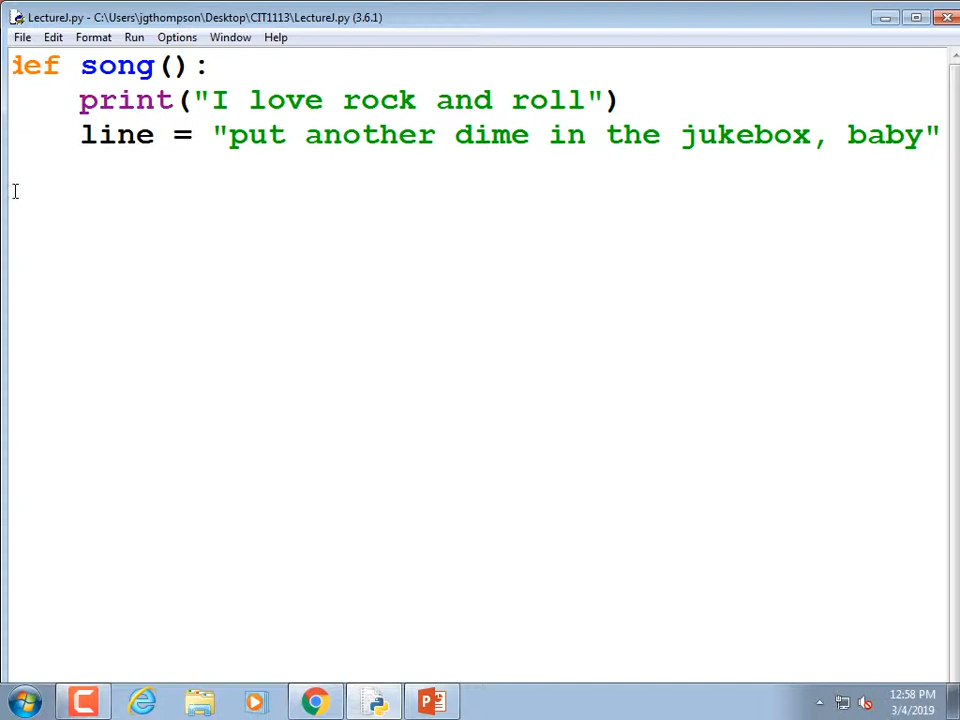 LectureJ.py - C:\Users\jgthompson\Desktop\CIT1113\LectureJ.py (3.6.1)
File Edit Format Run Options Window Help
def song():
    print("I love rock and roll")
    line = "put another dime in the jukebox, baby"
12:58 PM
3/4/2019